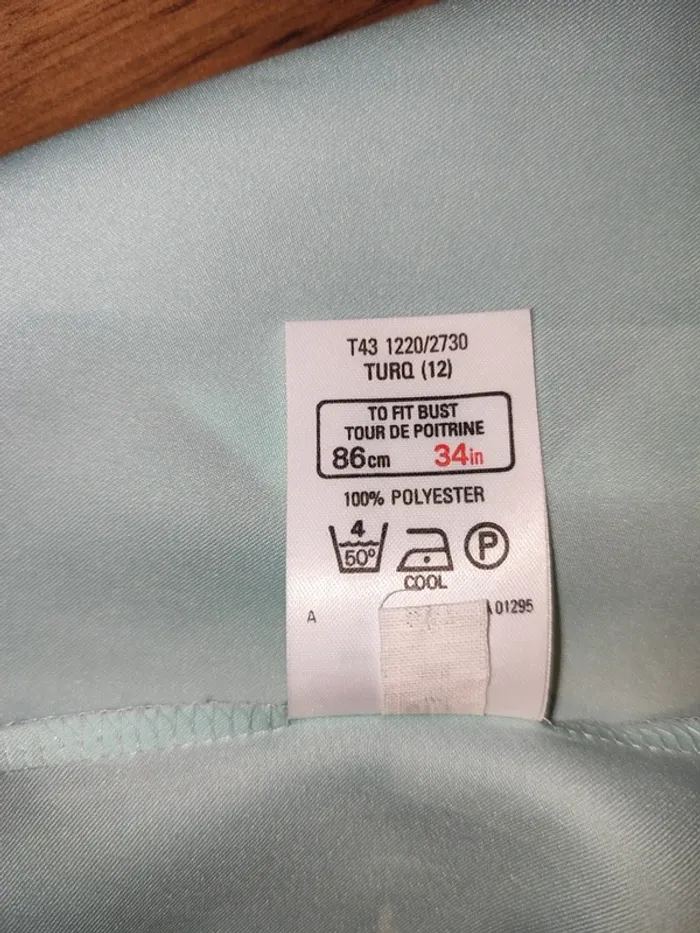 T43 1220/2730
TURQ (12)
TO FIT BUST
TOUR DE POITRINE
86cm 34in
100% POLYESTER
4
50°
P
COOL
A 01295